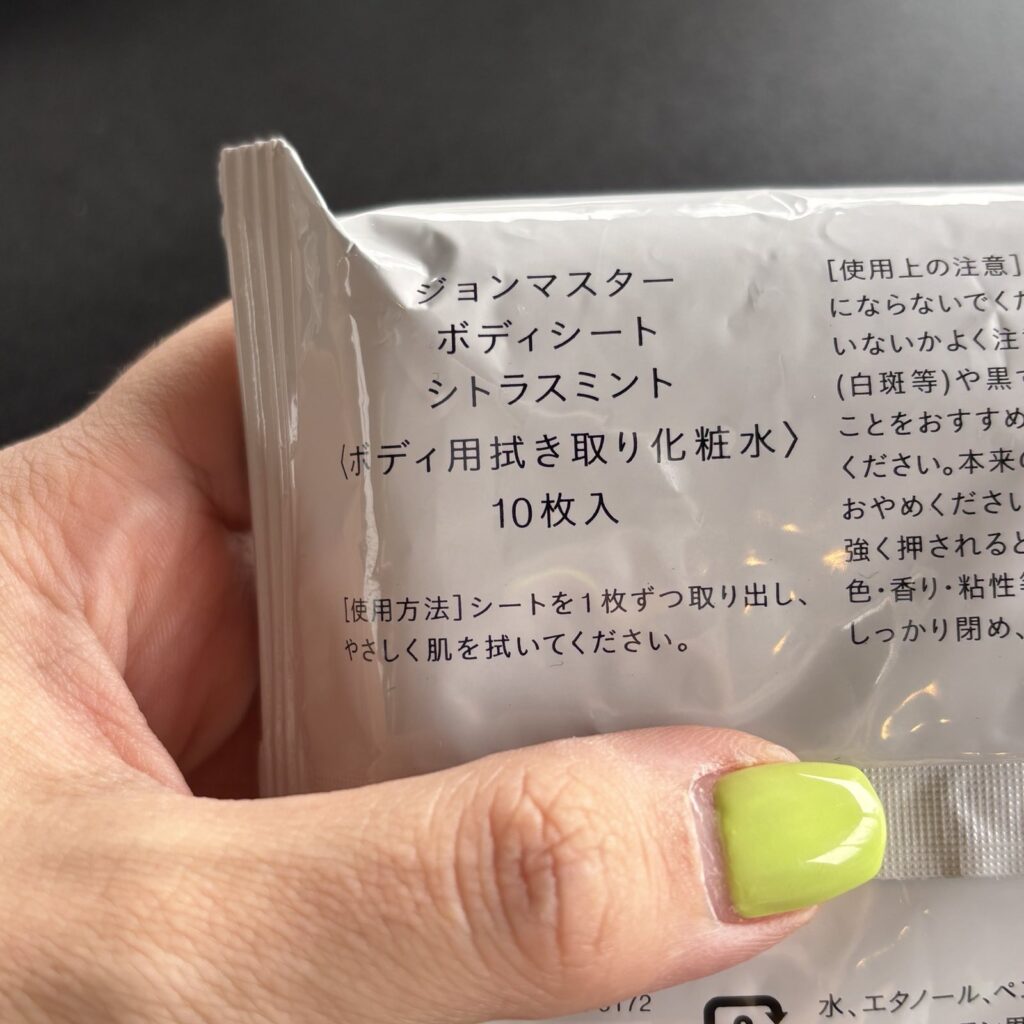 ジョンマスター
ボディシート
シトラスミント
〈ボディ用拭き取り化粧水〉
10枚入
[使用方法]シートを1枚ずつ取り出し、
やさしく肌を拭いてください。
[使用上の注意]
にならないでくだ
いないかよく注
(白斑等)や黒
ことをおすすめ
ください。本来の
おやめください
強く押されると
色・香り・粘性等
しっかり閉め、
172
水、エタノール、ペ